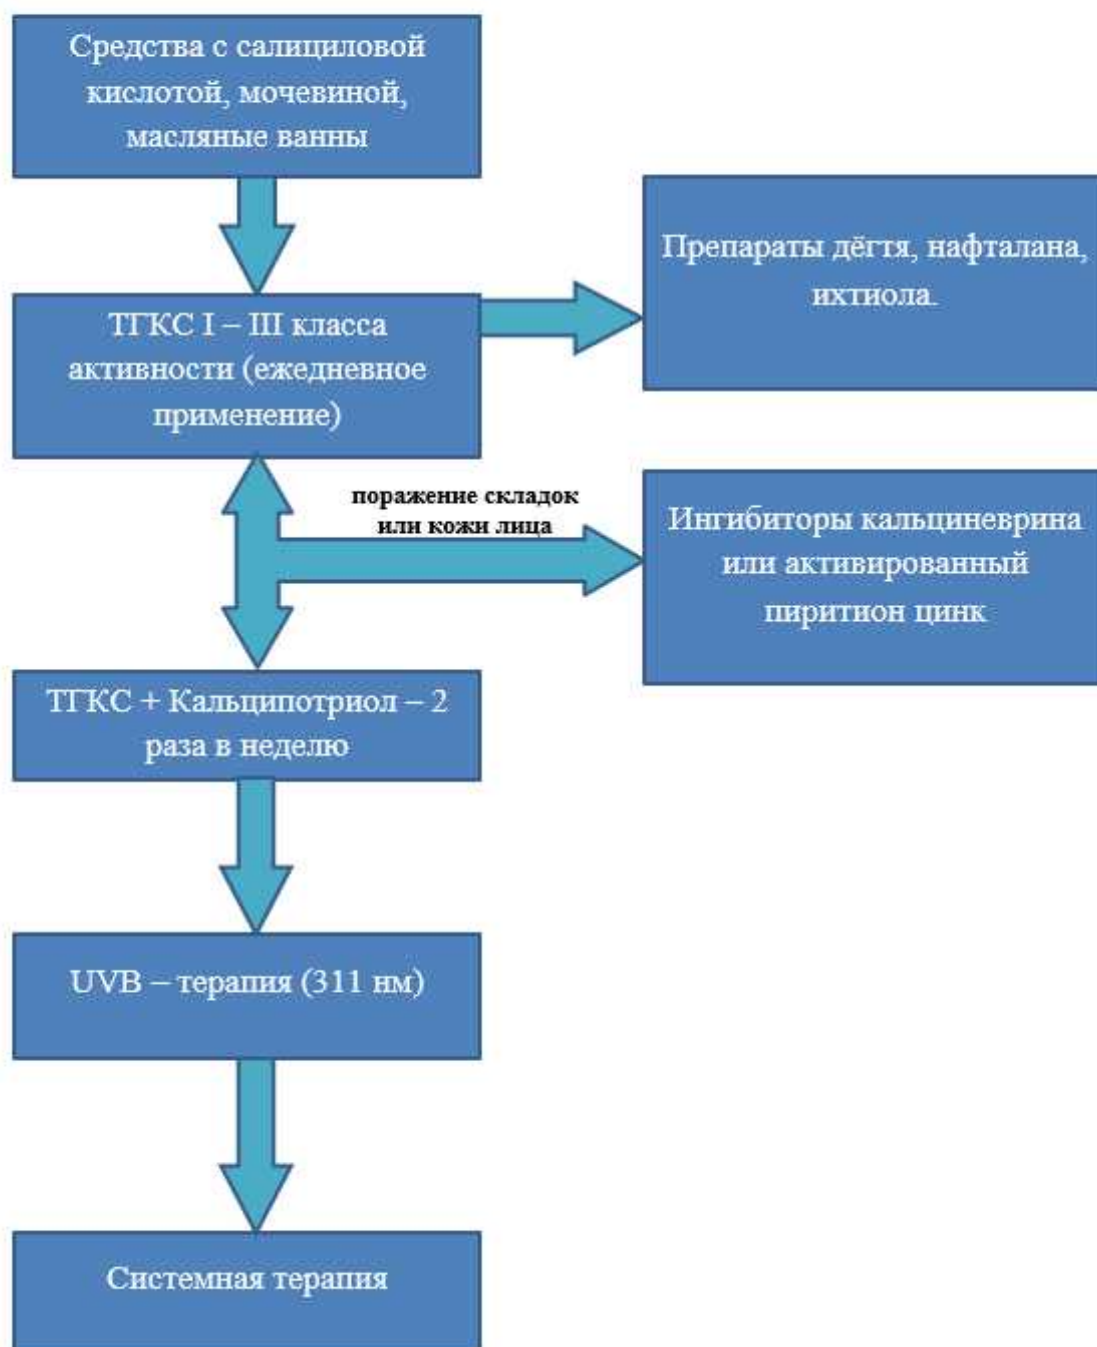 Средства с салициловой
кислотой, мочевиной,
масляные ванны
Препараты дёгтя, нафталана,
ихтиола.
ТГКС I – III класса
активности (ежедневное
применение)
поражение складок
или кожи лица
Ингибиторы кальциневрина
или активированный
пиритион цинк
ТГКС + Кальципотриол – 2
раза в неделю
UVB – терапия (311 нм)
Системная терапия